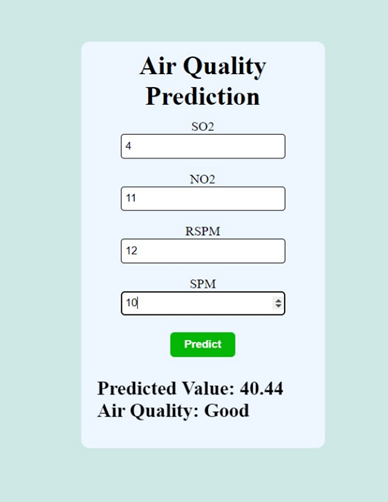 Air Quality
Prediction
SO2
4
NO2
11
RSPM
12
SPM
10
Predict
Predicted Value: 40.44
Air Quality: Good